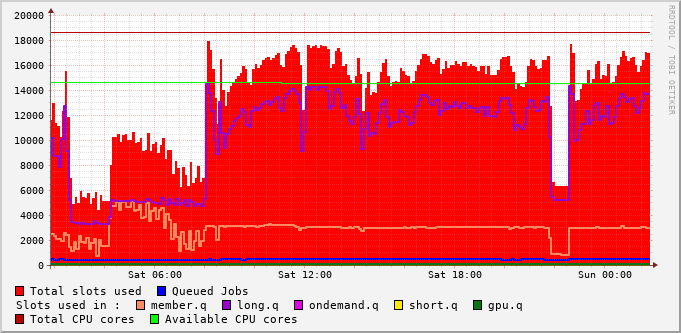 20000
18000
16000
14000
12000
10000
8000
6000
4000
2000
0
Sat 06:00 Sat 12:00 Sat 18:00 Sun 00:00
RRDTOOL / TOBI OETIKER
Total slots used Queued Jobs
Slots used in : member.q long.q ondemand.q short.q gpu.q
Total CPU cores Available CPU cores